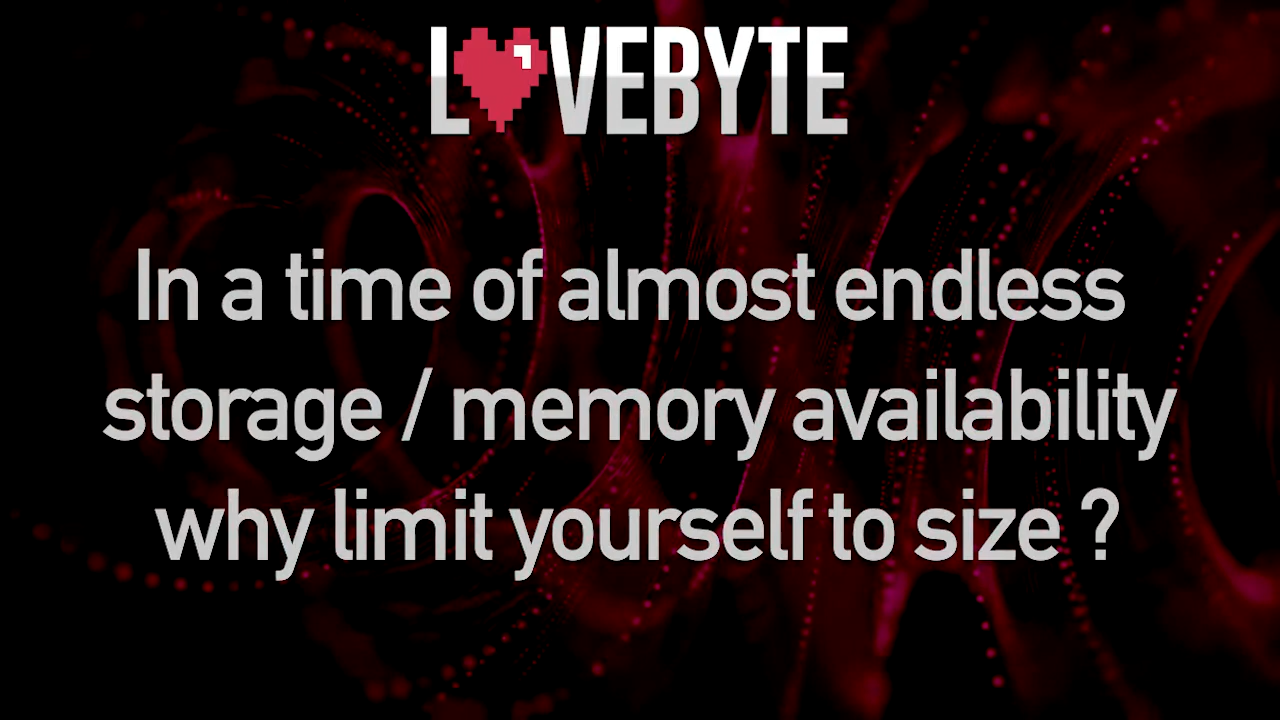 LOVEBYTE
In a time of almost endless
storage / memory availability
why limit yourself to size ?